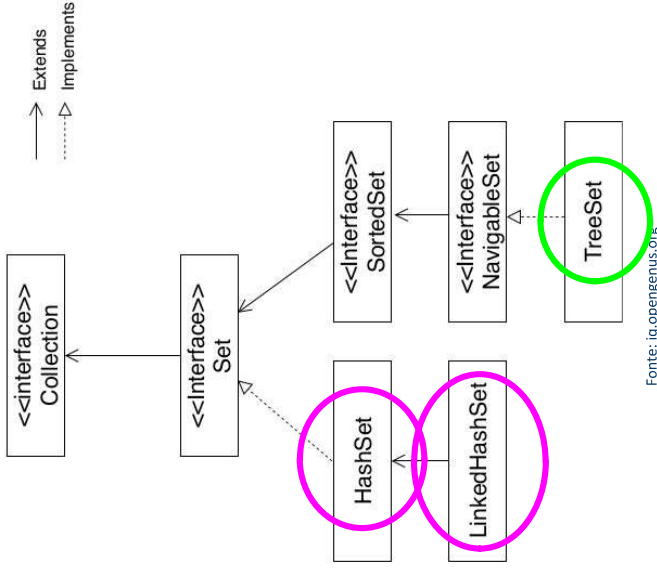 Extends
Implements
<<interface>>
Collection
<<Interface>>
Set
<<Interface>>
SortedSet
<<Interface>>
NavigableSet
TreeSet
HashSet
LinkedHashSet
Fonte: iq.opengenus.org